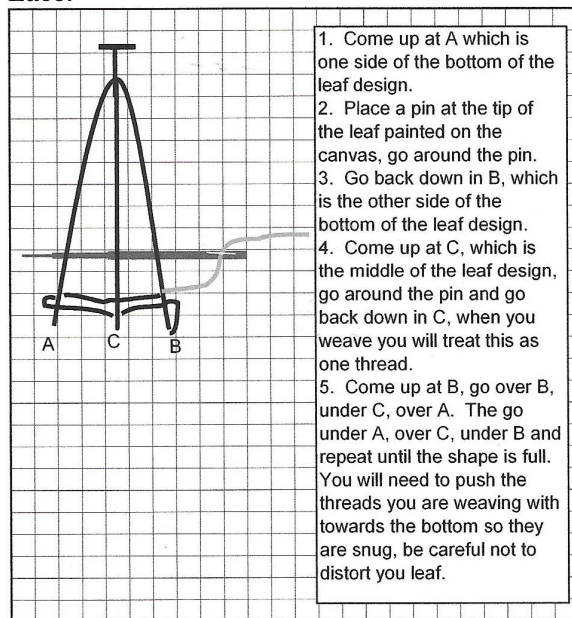 1. Come up at A which is
one side of the bottom of the
leaf design.
2. Place a pin at the tip of
the leaf painted on the
canvas, go around the pin.
3. Go back down in B, which
is the other side of the
bottom of the leaf design.
4. Come up at C, which is
the middle of the leaf design,
go around the pin and go
back down in C, when you
weave you will treat this as
one thread.
5. Come up at B, go over B,
under C, over A. The go
under A, over C, under B and
repeat until the shape is full.
You will need to push the
threads you are weaving with
towards the bottom so they
are snug, be careful not to
distort you leaf.
A C B